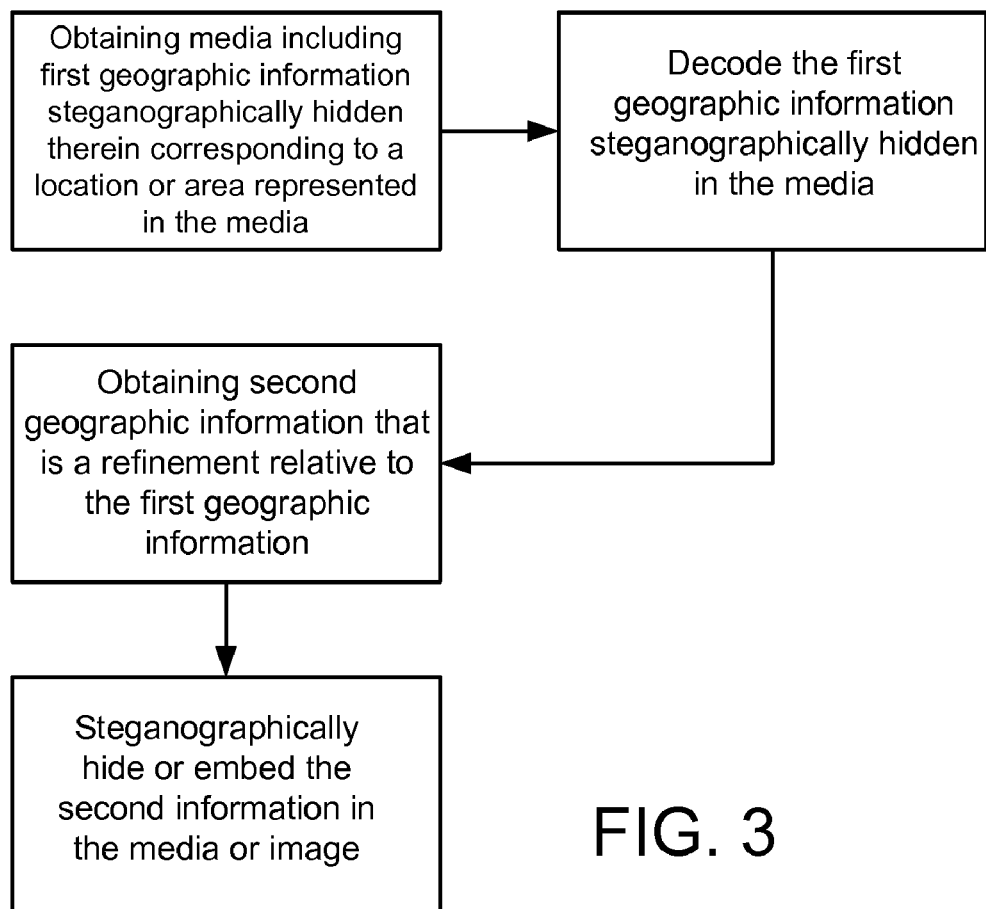 Obtaining media including
first geographic information
steganographically hidden
therein corresponding to a
location or area represented
in the media
Decode the first
geographic information
steganographically hidden
in the media
Obtaining second
geographic information that
is a refinement relative to
the first geographic
information
Steganographically
hide or embed the
second information in
the media or image
FIG. 3